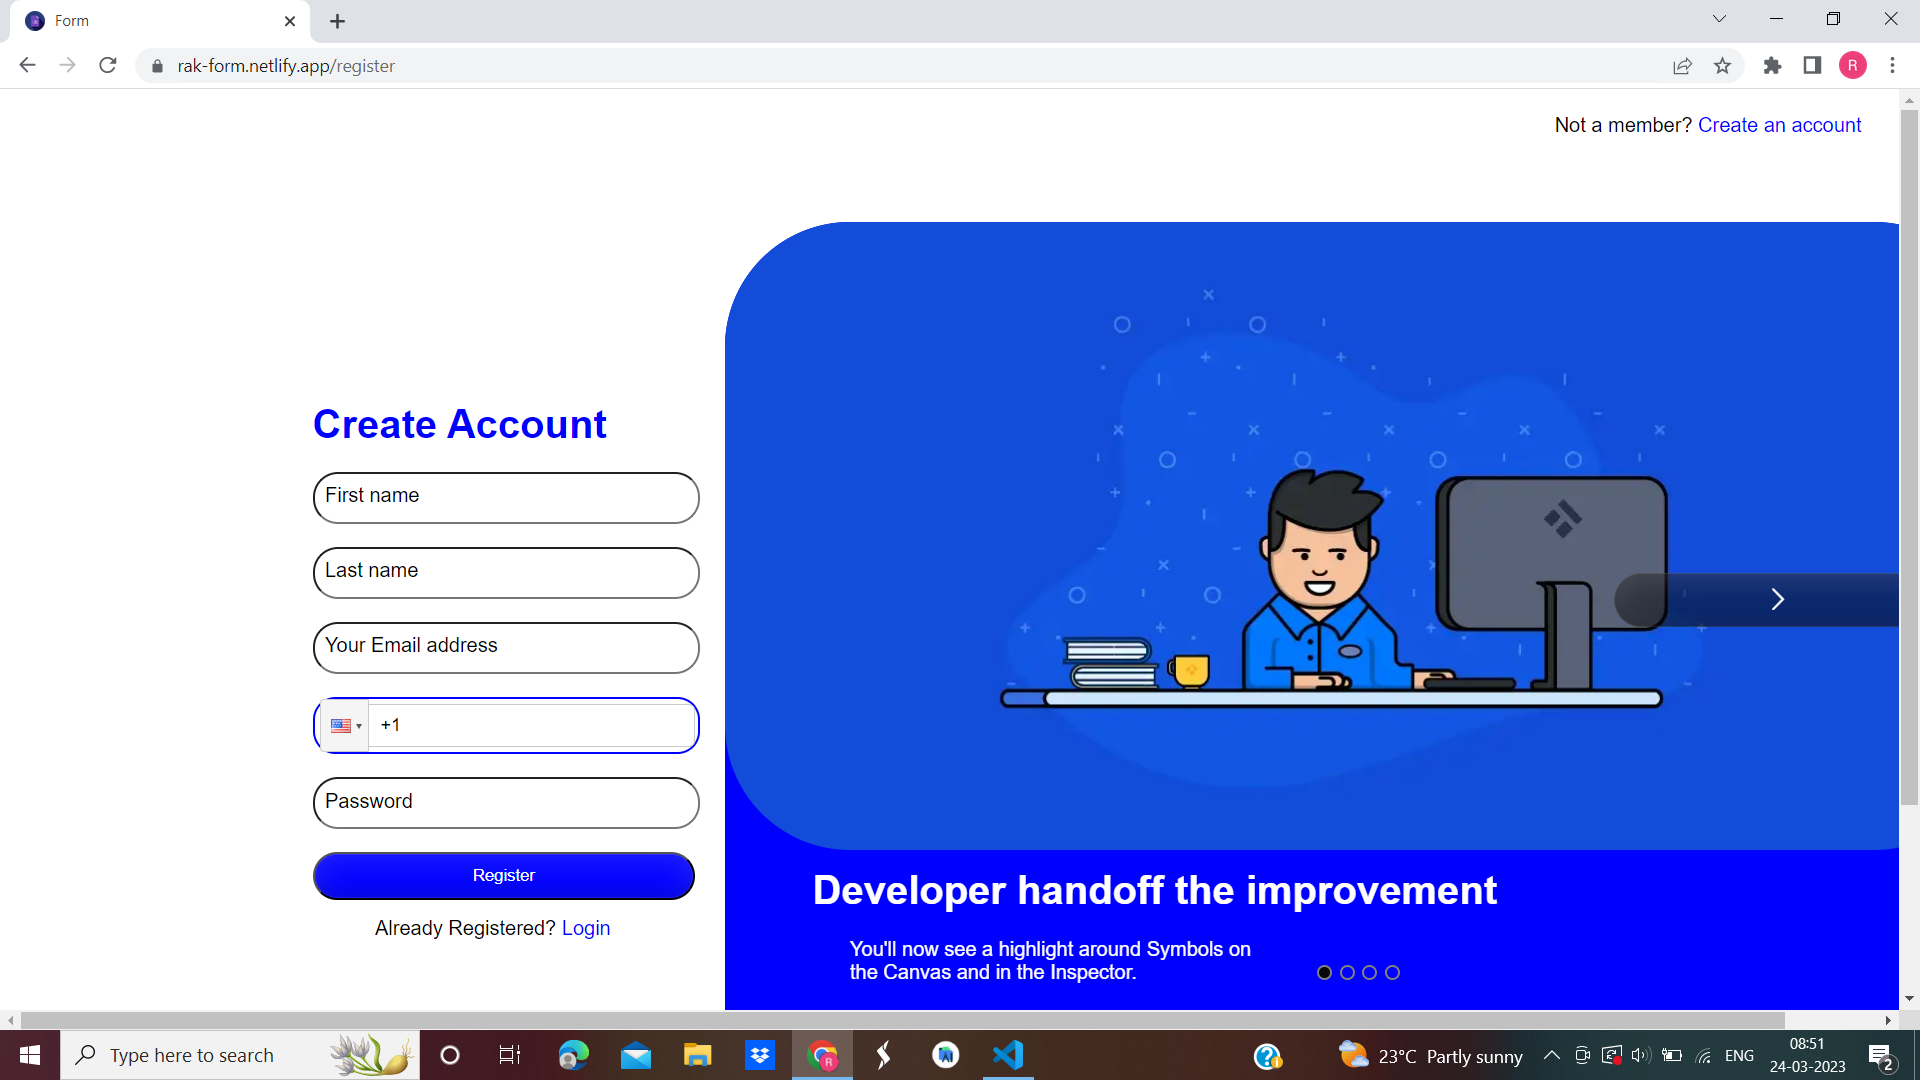 Form
rak-form.netlify.app/register
R
Not a member? Create an account
Create Account
First name
Last name
Your Email address
+1
Password
Register
Already Registered? Login
Developer handoff the improvement
You'll now see a highlight around Symbols on
the Canvas and in the Inspector.
Type here to search
R
23°C Partly sunny
ENG
08:51
24-03-2023
2